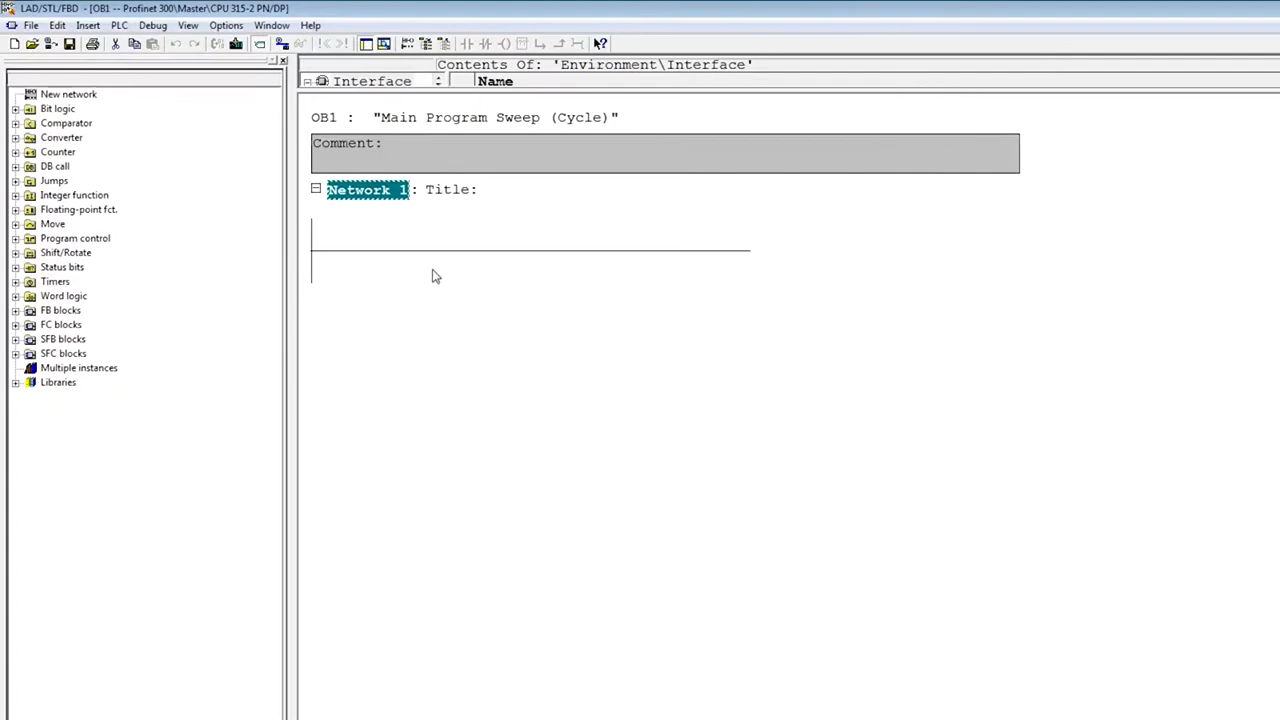 LAD/STL/FBD - [OB1 -- Profinet 300\Master\CPU 315-2 PN/DP]
File Edit Insert PLC Debug View Options Window Help
Contents Of: 'Environment\Interface'
Interface Name
New network
Bit logic
Comparator
Converter
Counter
DB call
Jumps
Integer function
Floating-point fct.
Move
Program control
Shift/Rotate
Status bits
Timers
Word logic
FB blocks
FC blocks
SFB blocks
SFC blocks
Multiple instances
Libraries
OB1 : "Main Program Sweep (Cycle)"
Comment:
Network 1: Title: